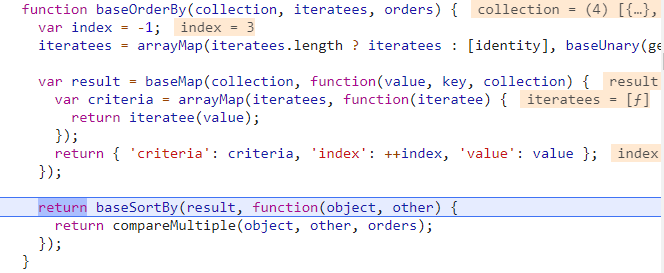 function baseOrderBy(collection, iteratees, orders) { collection = (4) [{…},
var index = -1; index = 3
iteratees = arrayMap(iteratees.length ? iteratees : [identity], baseUnary(ge
var result = baseMap(collection, function(value, key, collection) { result
var criteria = arrayMap(iteratees, function(iteratee) { iteratees = [ƒ]
return iteratee(value);
});
return { 'criteria': criteria, 'index': ++index, 'value': value }; index
});
return baseSortBy(result, function(object, other) {
return compareMultiple(object, other, orders);
});
}